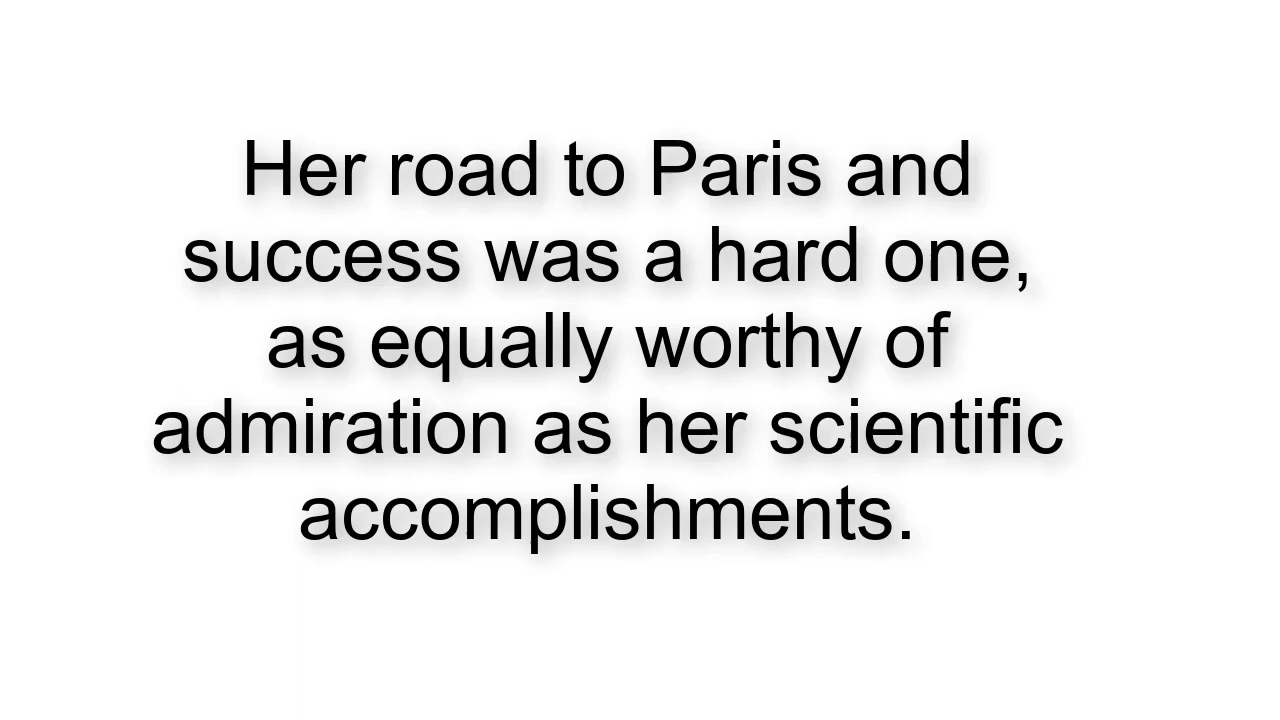 Her road to Paris and
success was a hard one,
as equally worthy of
admiration as her scientific
accomplishments.